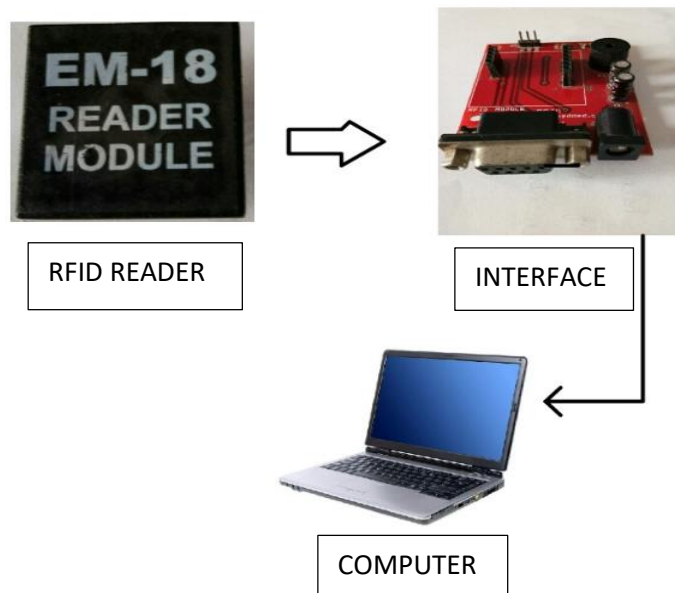 EM-18
READER
MODULE
RFID READER
INTERFACE
COMPUTER